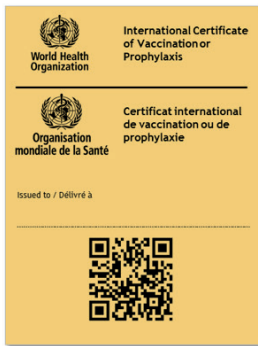 World Health
Organization
International Certificate
of Vaccination or
Prophylaxis
Organisation
mondiale de la Santé
Certificat international
de vaccination ou de
prophylaxie
Issued to / Délivré à